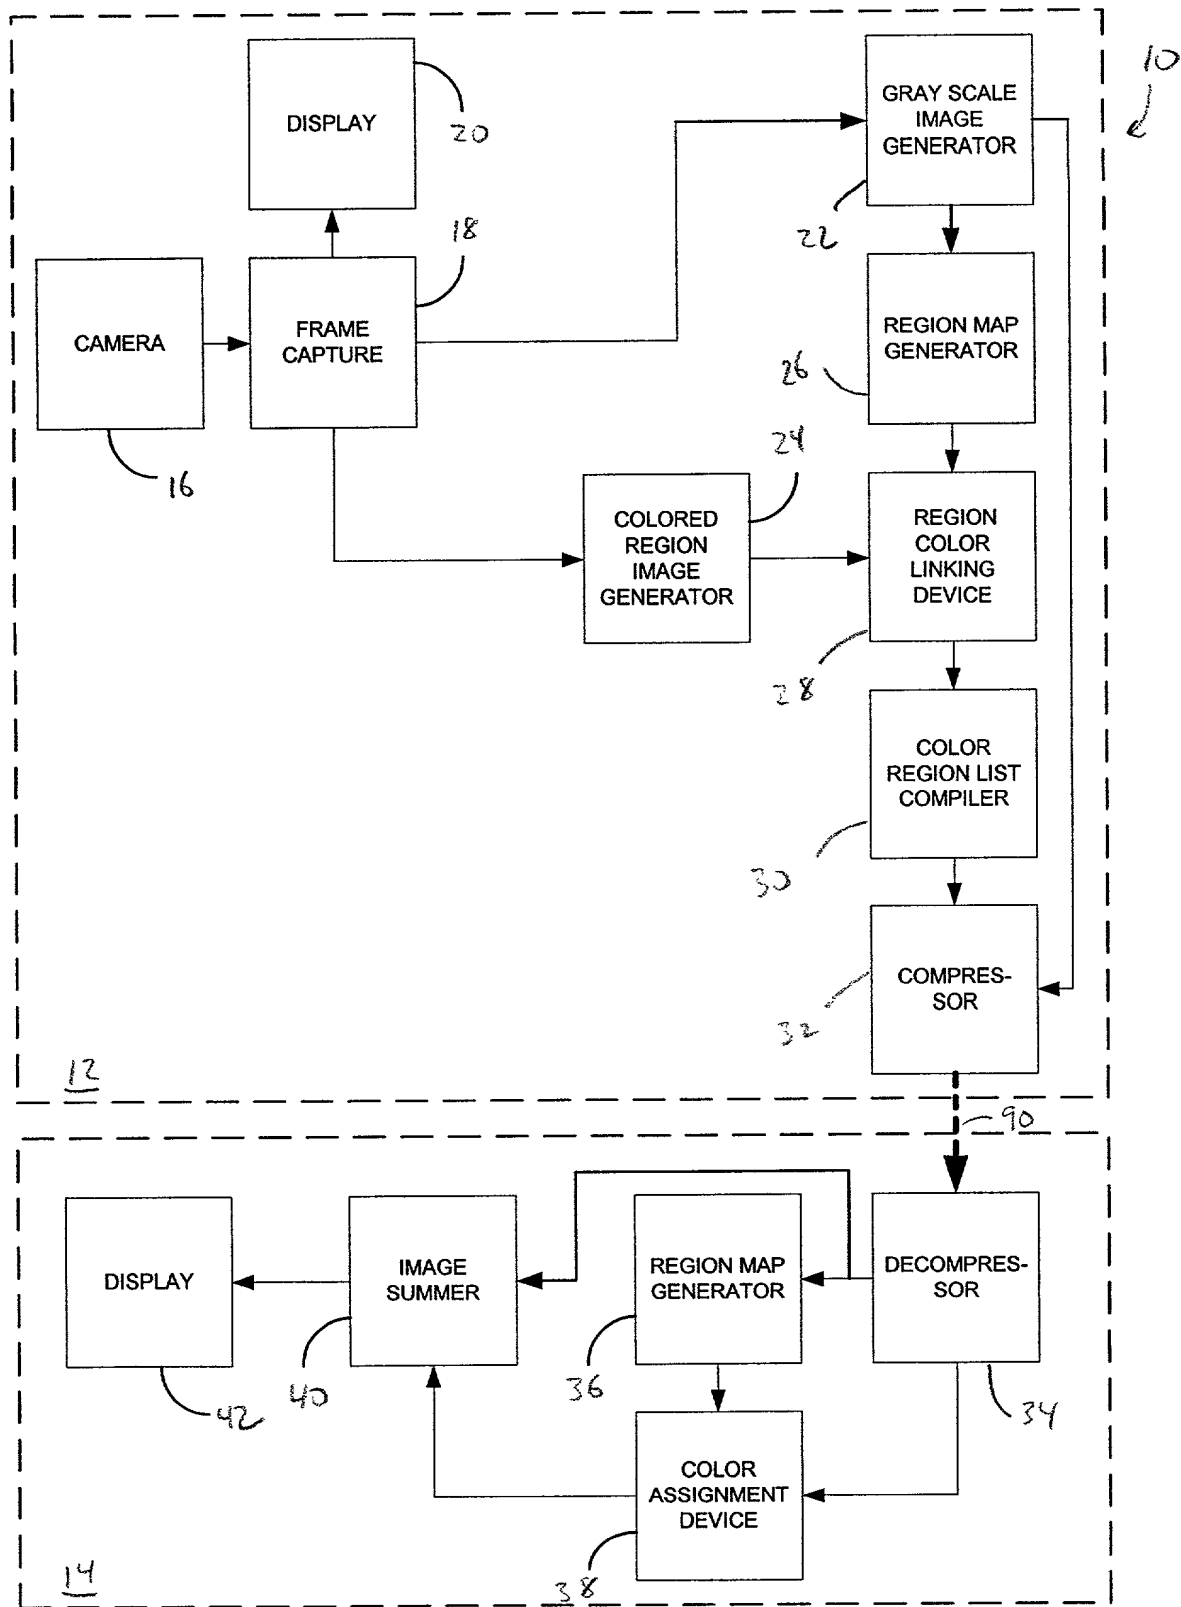 10
DISPLAY
20
GRAY SCALE
IMAGE
GENERATOR
22
18
CAMERA
16
FRAME
CAPTURE
REGION MAP
GENERATOR
26
24
COLORED
REGION
IMAGE
GENERATOR
REGION
COLOR
LINKING
DEVICE
28
COLOR
REGION LIST
COMPILER
30
COMPRES-
SOR
32
12
90
DISPLAY
42
IMAGE
SUMMER
40
REGION MAP
GENERATOR
36
DECOMPRES-
SOR
34
COLOR
ASSIGNMENT
DEVICE
38
14